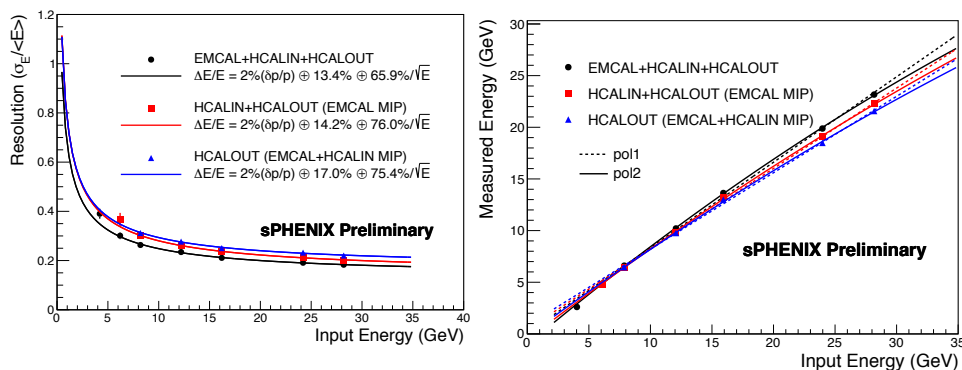 Resolution (σE/<E>)
1.2
1
0.8
0.6
0.4
0.2
0
EMCAL+HCALIN+HCALOUT
ΔE/E = 2%(δp/p) ⊕ 13.4% ⊕ 65.9%/√E
HCALIN+HCALOUT (EMCAL MIP)
ΔE/E = 2%(δp/p) ⊕ 14.2% ⊕ 76.0%/√E
HCALOUT (EMCAL+HCALIN MIP)
ΔE/E = 2%(δp/p) ⊕ 17.0% ⊕ 75.4%/√E
sPHENIX Preliminary
0 5 10 15 20 25 30 35 40
Input Energy (GeV)
Measured Energy (GeV)
30
25
20
15
10
5
0
EMCAL+HCALIN+HCALOUT
HCALIN+HCALOUT (EMCAL MIP)
HCALOUT (EMCAL+HCALIN MIP)
pol1
pol2
sPHENIX Preliminary
0 5 10 15 20 25 30 35
Input Energy (GeV)